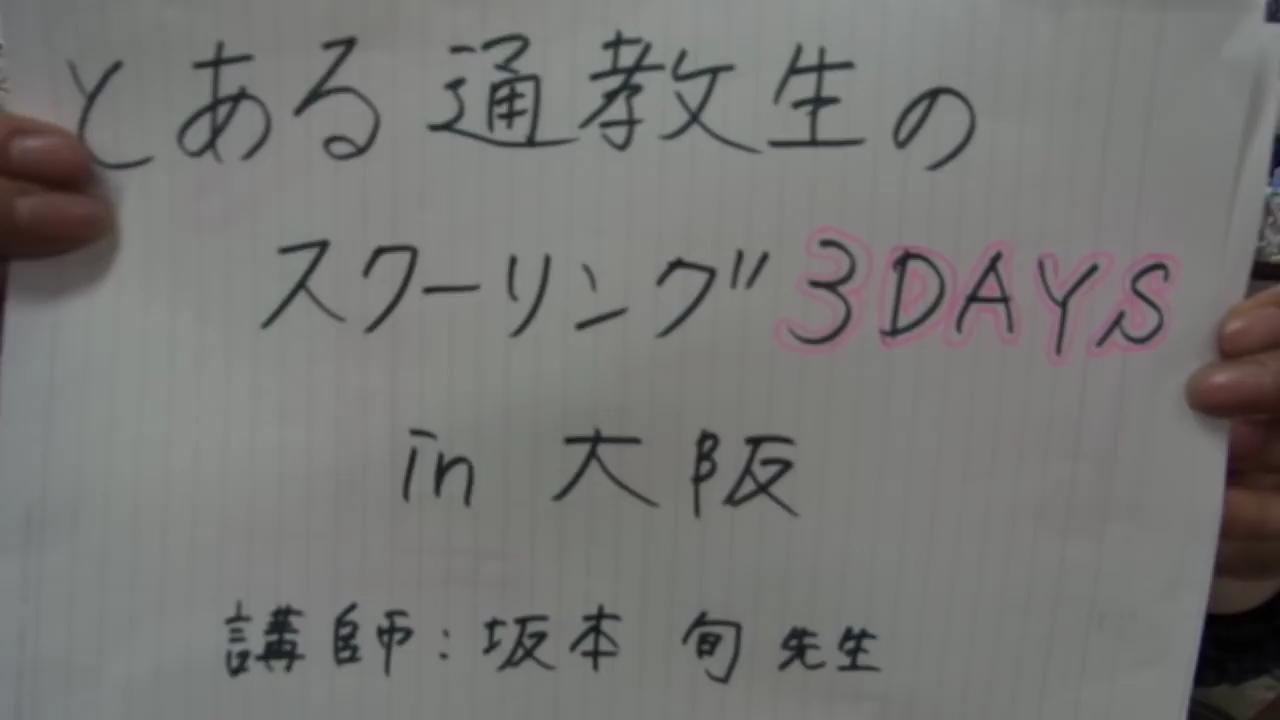 とある通教生の
スクーリング3DAYS
in 大阪
講師:坂本 旬 先生